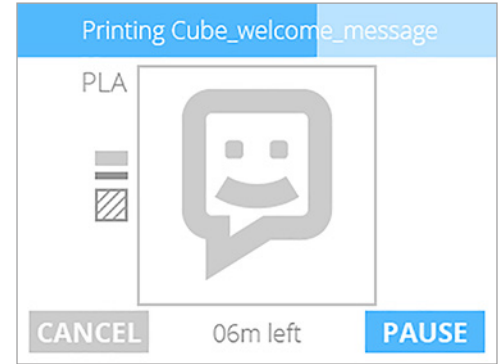 Printing Cube_welcome_message
PLA
CANCEL
06m left
PAUSE